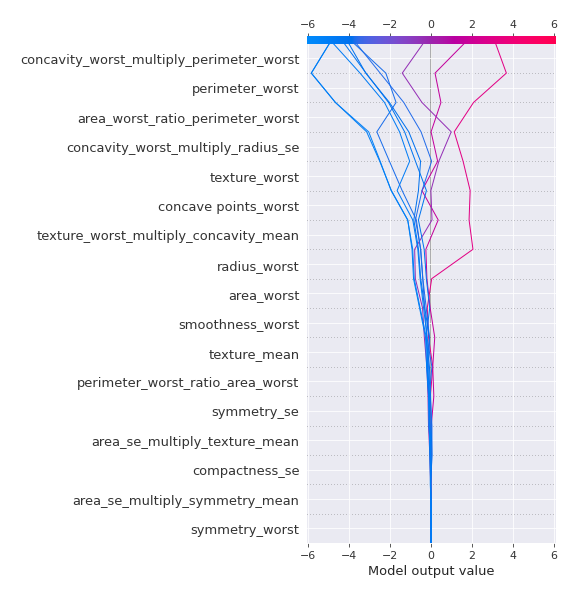 −6 −4 −2 0 2 4 6
concavity_worst_multiply_perimeter_worst
perimeter_worst
area_worst_ratio_perimeter_worst
concavity_worst_multiply_radius_se
texture_worst
concave points_worst
texture_worst_multiply_concavity_mean
radius_worst
area_worst
smoothness_worst
texture_mean
perimeter_worst_ratio_area_worst
symmetry_se
area_se_multiply_texture_mean
compactness_se
area_se_multiply_symmetry_mean
symmetry_worst
−6 −4 −2 0 2 4 6
Model output value